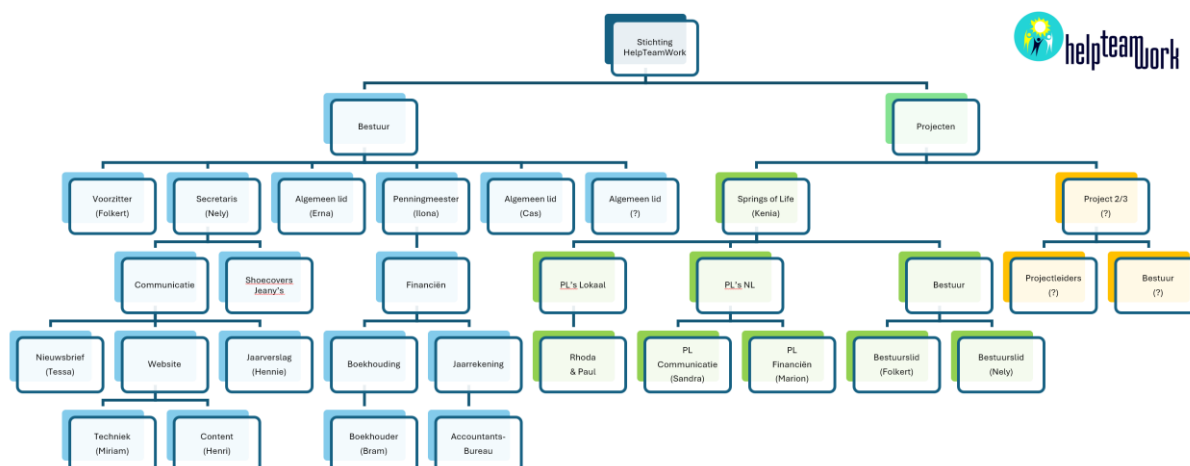 Stichting
HelpTeamWork
helpteamwork
Bestuur
Projecten
Voorzitter
(Folkert)
Secretaris
(Nely)
Algemeen lid
(Erna)
Penningmeester
(Ilona)
Algemeen lid
(Cas)
Algemeen lid
(?)
Springs of Life
(Kenia)
Project 2/3
(?)
Communicatie
Shoecovers
Jeany's
Financiën
PL's Lokaal
PL's NL
Bestuur
Projectleiders
(?)
Bestuur
(?)
Nieuwsbrief
(Tessa)
Website
Jaarverslag
(Hennie)
Boekhouding
Jaarrekening
Rhoda
& Paul
PL
Communicatie
(Sandra)
PL
Financiën
(Marion)
Bestuurslid
(Folkert)
Bestuurslid
(Nely)
Techniek
(Miriam)
Content
(Henri)
Boekhouder
(Bram)
Accountants-
Bureau